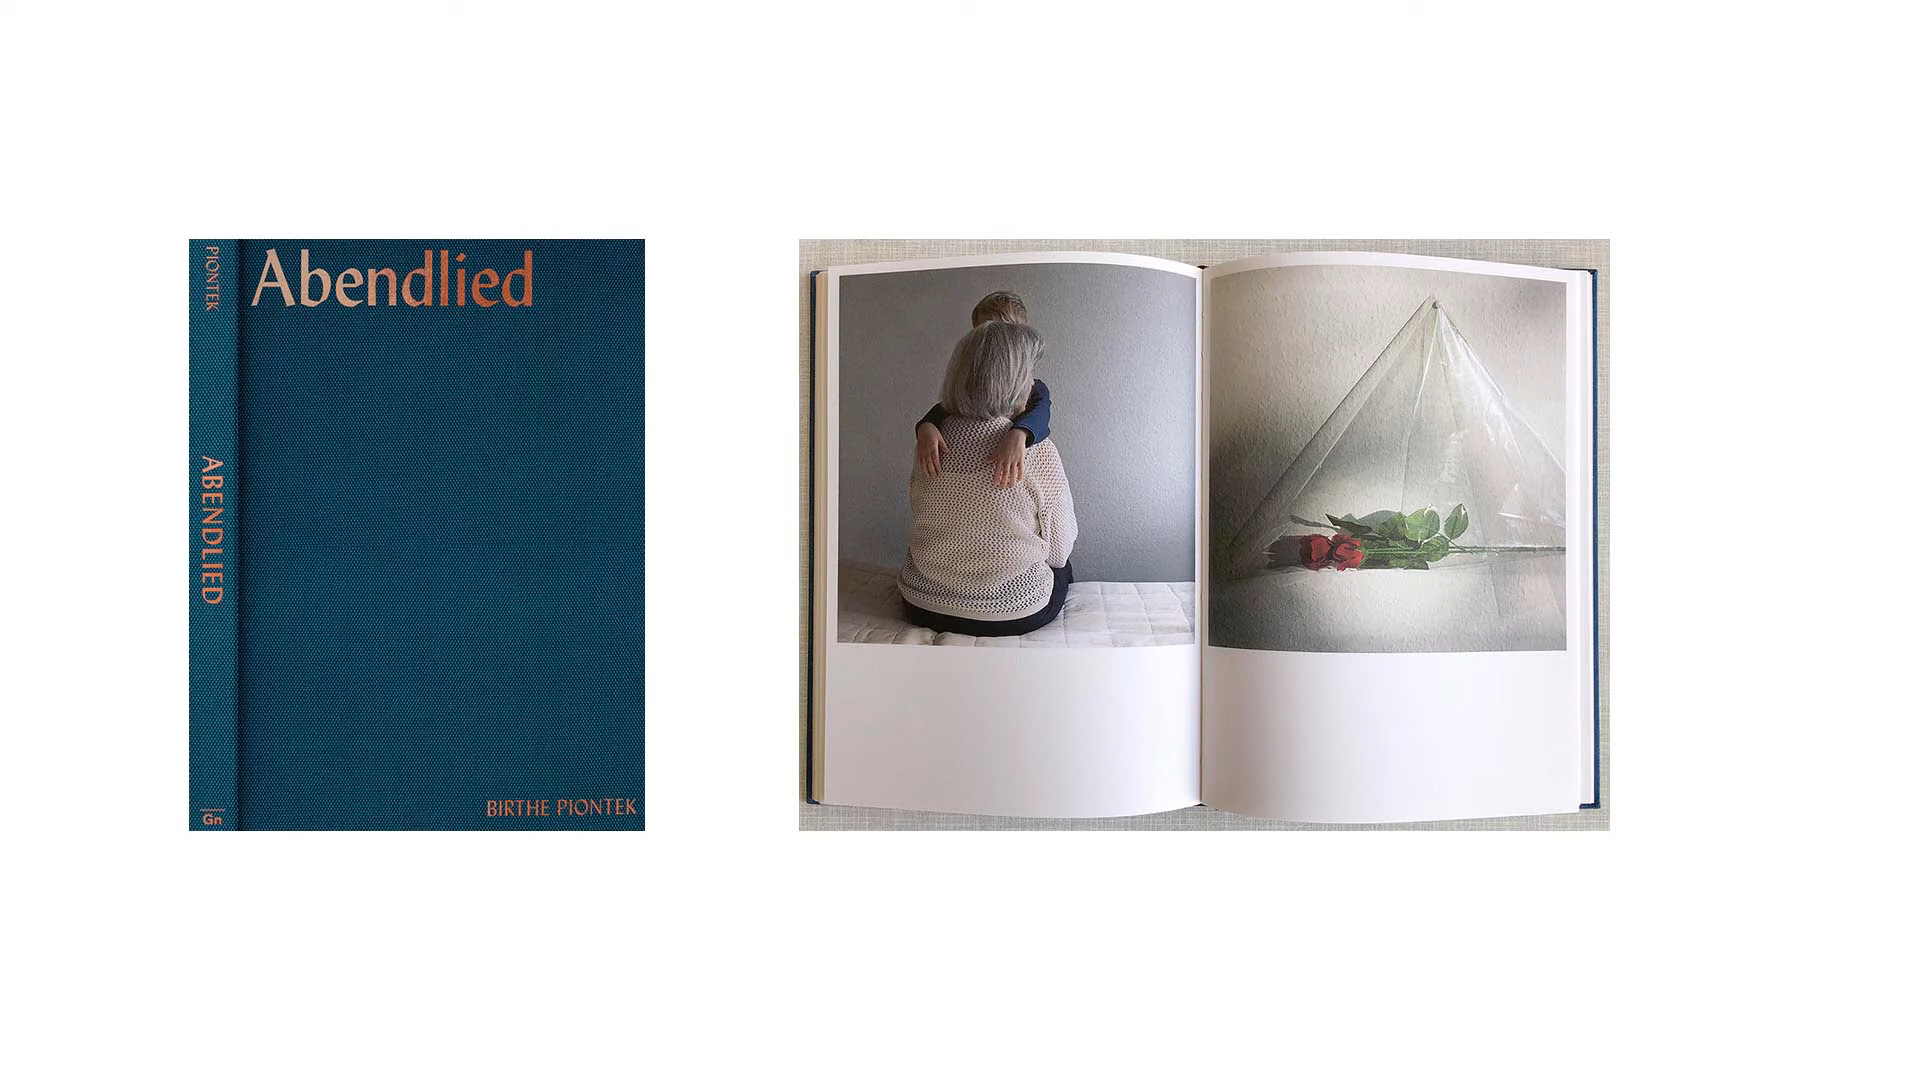 PIONTEK
ABENDLIED
Gn
Abendlied
BIRTHE PIONTEK